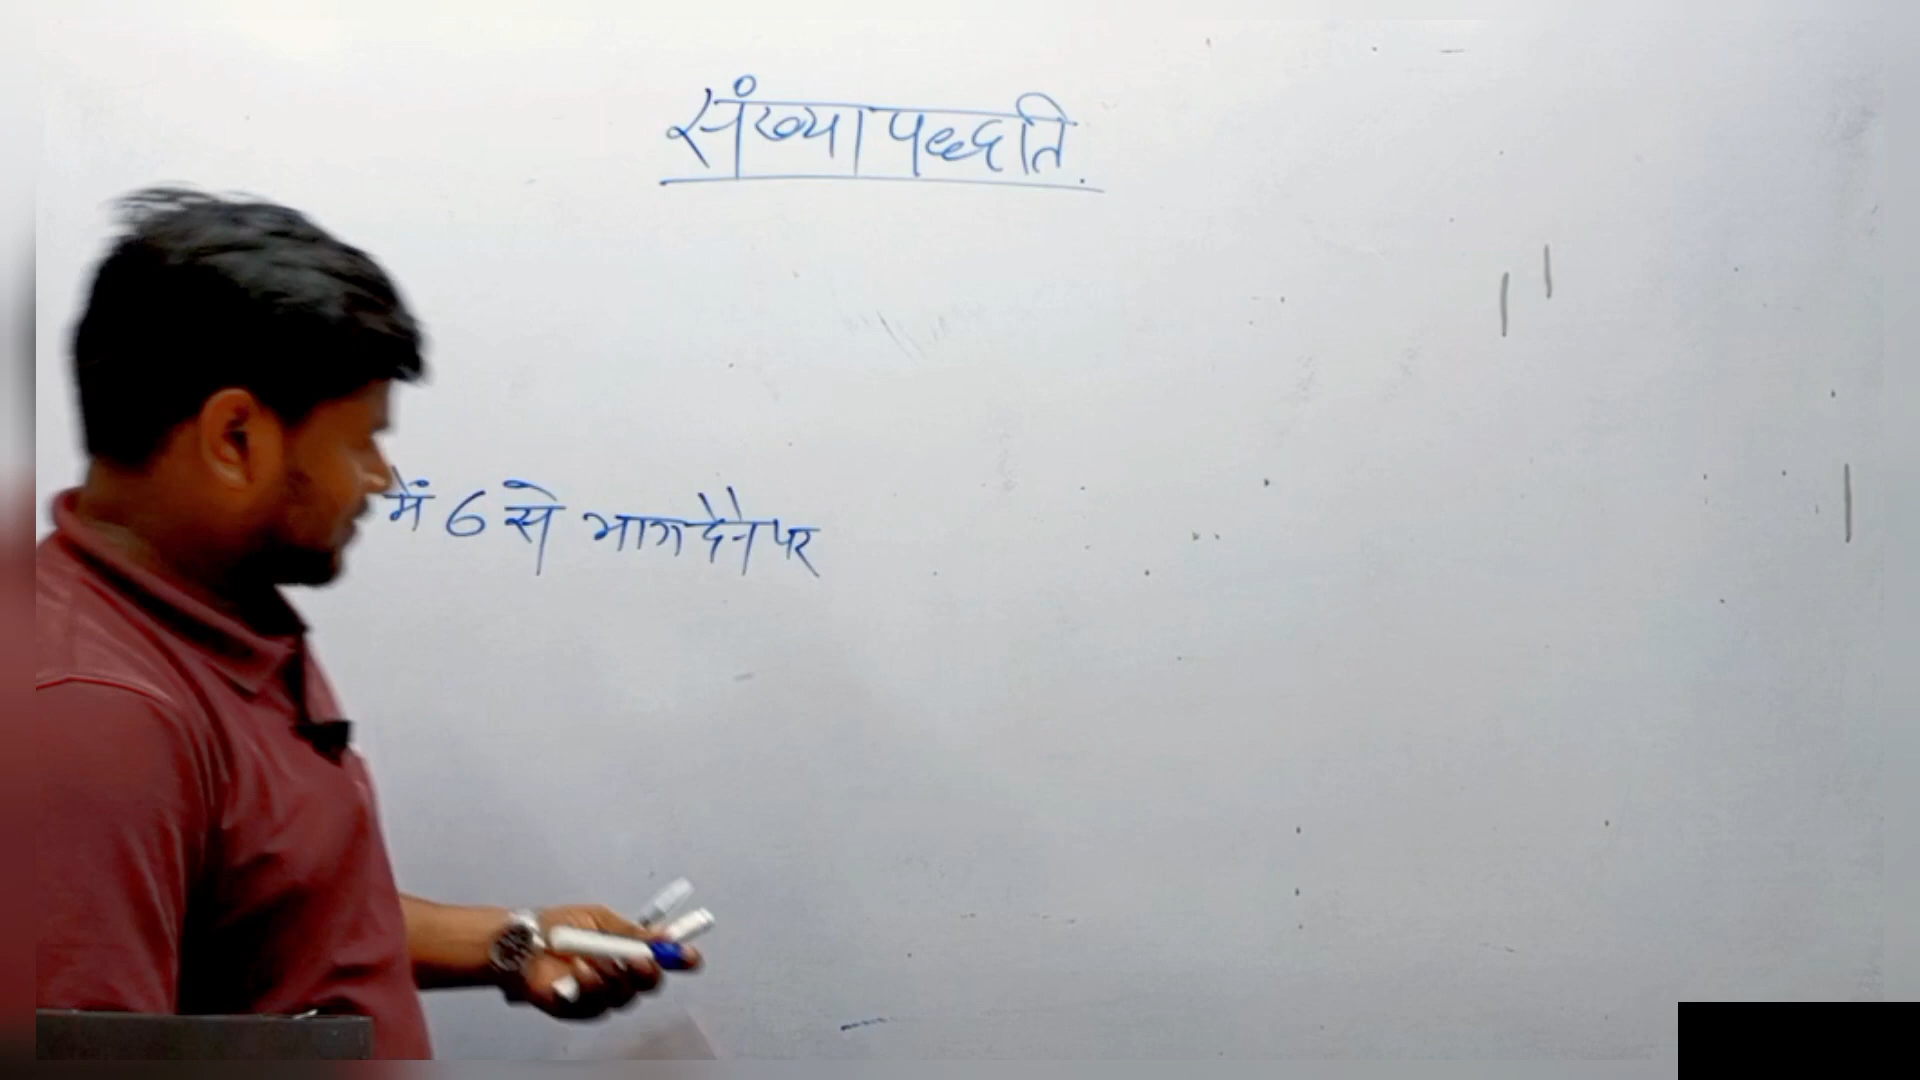 संख्या पद्धति.
में 6 से भाग देने पर